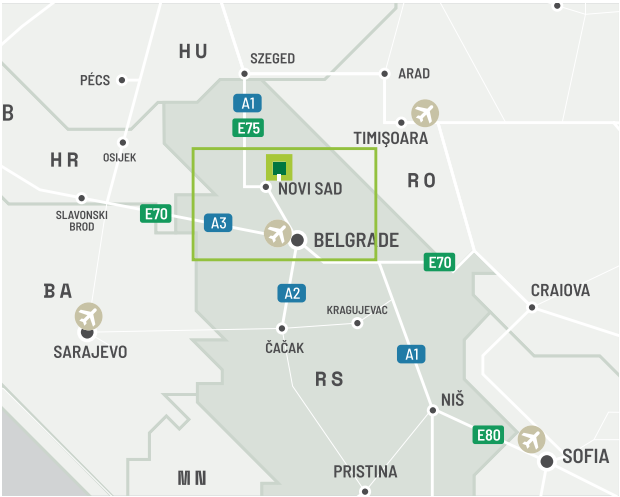 HU
SZEGED
PÉCS
ARAD
A1
B
E75
TIMIŞOARA
HR
OSIJEK
RO
NOVI SAD
SLAVONSKI
BROD
E70
A3
BELGRADE
E70
BA
A2
CRAIOVA
KRAGUJEVAC
SARAJEVO
ČAČAK
A1
RS
NIŠ
E80
SOFIA
MN
PRISTINA